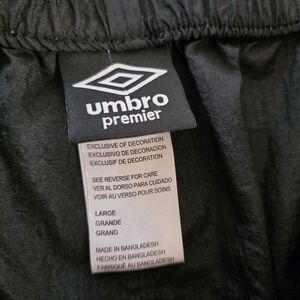 umbro
premier
EXCLUSIVE OF DECORATION
EXCLUSIVO DE DECORACION
EXCLUSIF DE DECORATION
SEE REVERSE FOR CARE
VER AL DORSO PARA CUIDADO
VOIR AU VERSO POUR SOINS
LARGE
GRANDE
GRAND
MADE IN BANGLADESH
HECHO EN BANGLADESH
FABRIQUÉ AU BANGLADESH